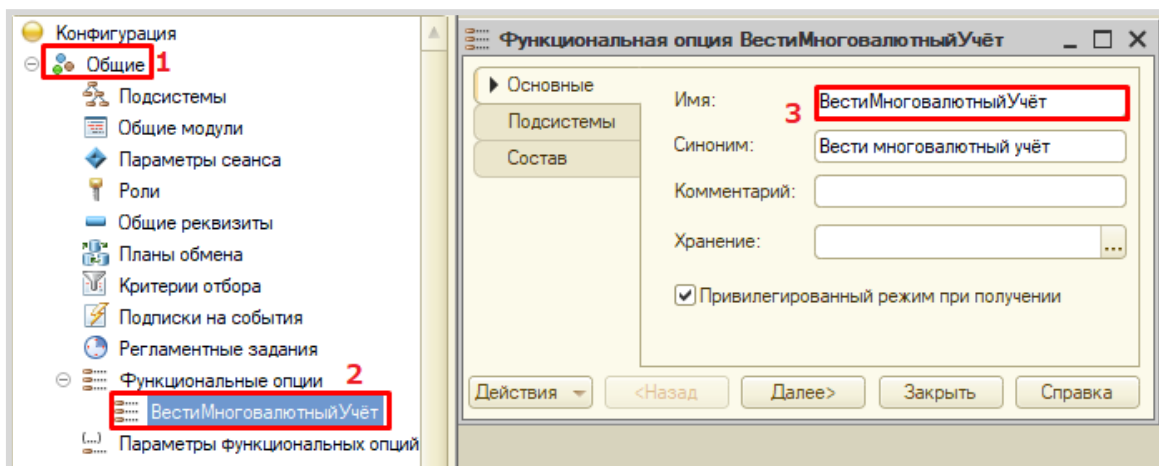 Конфигурация
Общие 1
Подсистемы
Общие модули
Параметры сеанса
Роли
Общие реквизиты
Планы обмена
Критерии отбора
Подписки на события
Регламентные задания
Функциональные опции 2
ВестиМноговалютныйУчёт
Параметры функциональных опций
Функциональная опция ВестиМноговалютныйУчёт
Основные
Подсистемы
Состав
Имя: 3 ВестиМноговалютныйУчёт
Синоним: Вести многовалютный учёт
Комментарий:
Хранение: ...
Привилегированный режим при получении
Действия <Назад Далее> Закрыть Справка